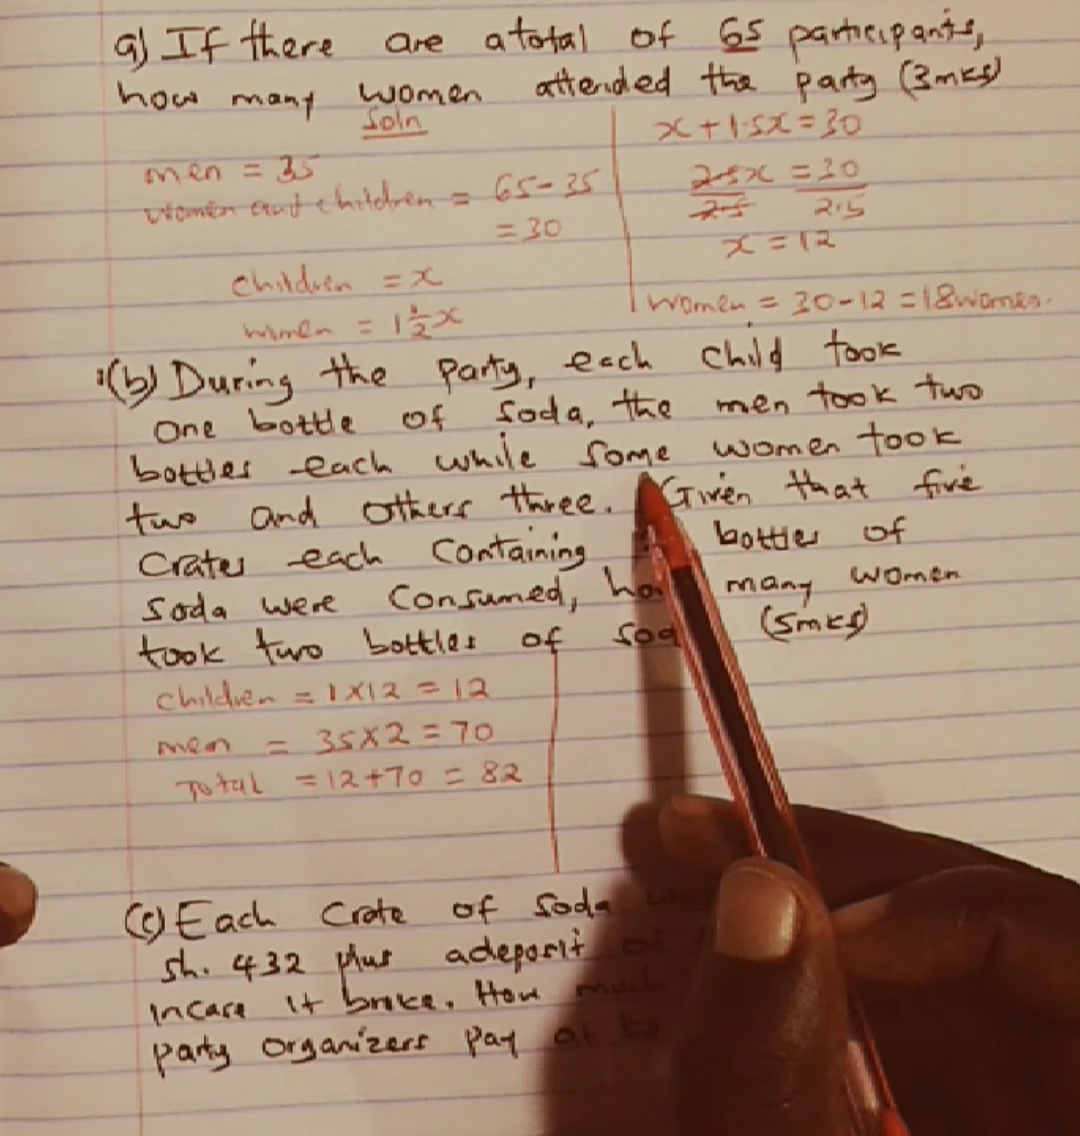 a) If there are a total of 65 participants,
how many women attended the party (3mks)
soln
men = 35
women and children = 65-35
= 30
children = x
women = 1 1/2 x
x + 1.5x = 30
2.5x = 30
2.5 2.5
x = 12
women = 30 - 12 = 18 women.
(b) During the party, each child took
one bottle of soda, the men took two
bottles each while some women took
two and others three. Given that five
crates each containing bottles of
soda were consumed, many women
took two bottles of (5mks)
children = 1 x 12 = 12
men = 35 x 2 = 70
Total = 12+70 = 82
(c) Each crate of soda
sh. 432 plus a deposit
incase it broke. How much
party organizers pay at